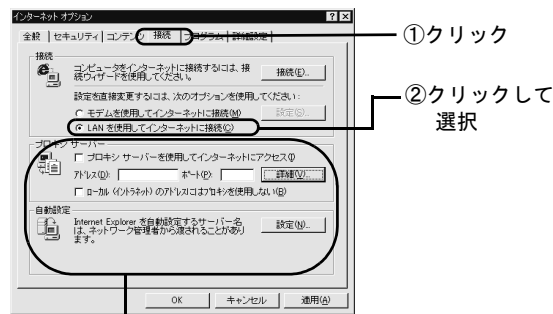 インターネット オプション
全般 セキュリティ コンテンツ 接続 プログラム 詳細設定
①クリック
接続
コンピュータをインターネットに接続するには、接続ウィザードを使用してください。
接続(E)...
設定を直接変更するには、次のオプションを使用してください:
モデムを使用してインターネットに接続(M)
設定(S)...
LAN を使用してインターネットに接続(C)
②クリックして
選択
プロキシ サーバー
プロキシ サーバーを使用してインターネットにアクセス(I)
アドレス(D): ポート(P): 詳細(V)...
ローカル (イントラネット) のアドレスにはプロキシを使用しない(B)
自動設定
Internet Explorer を自動設定するサーバー名
は、ネットワーク管理者から渡されることがあり
ます。
設定(N)...
OK キャンセル 適用(A)